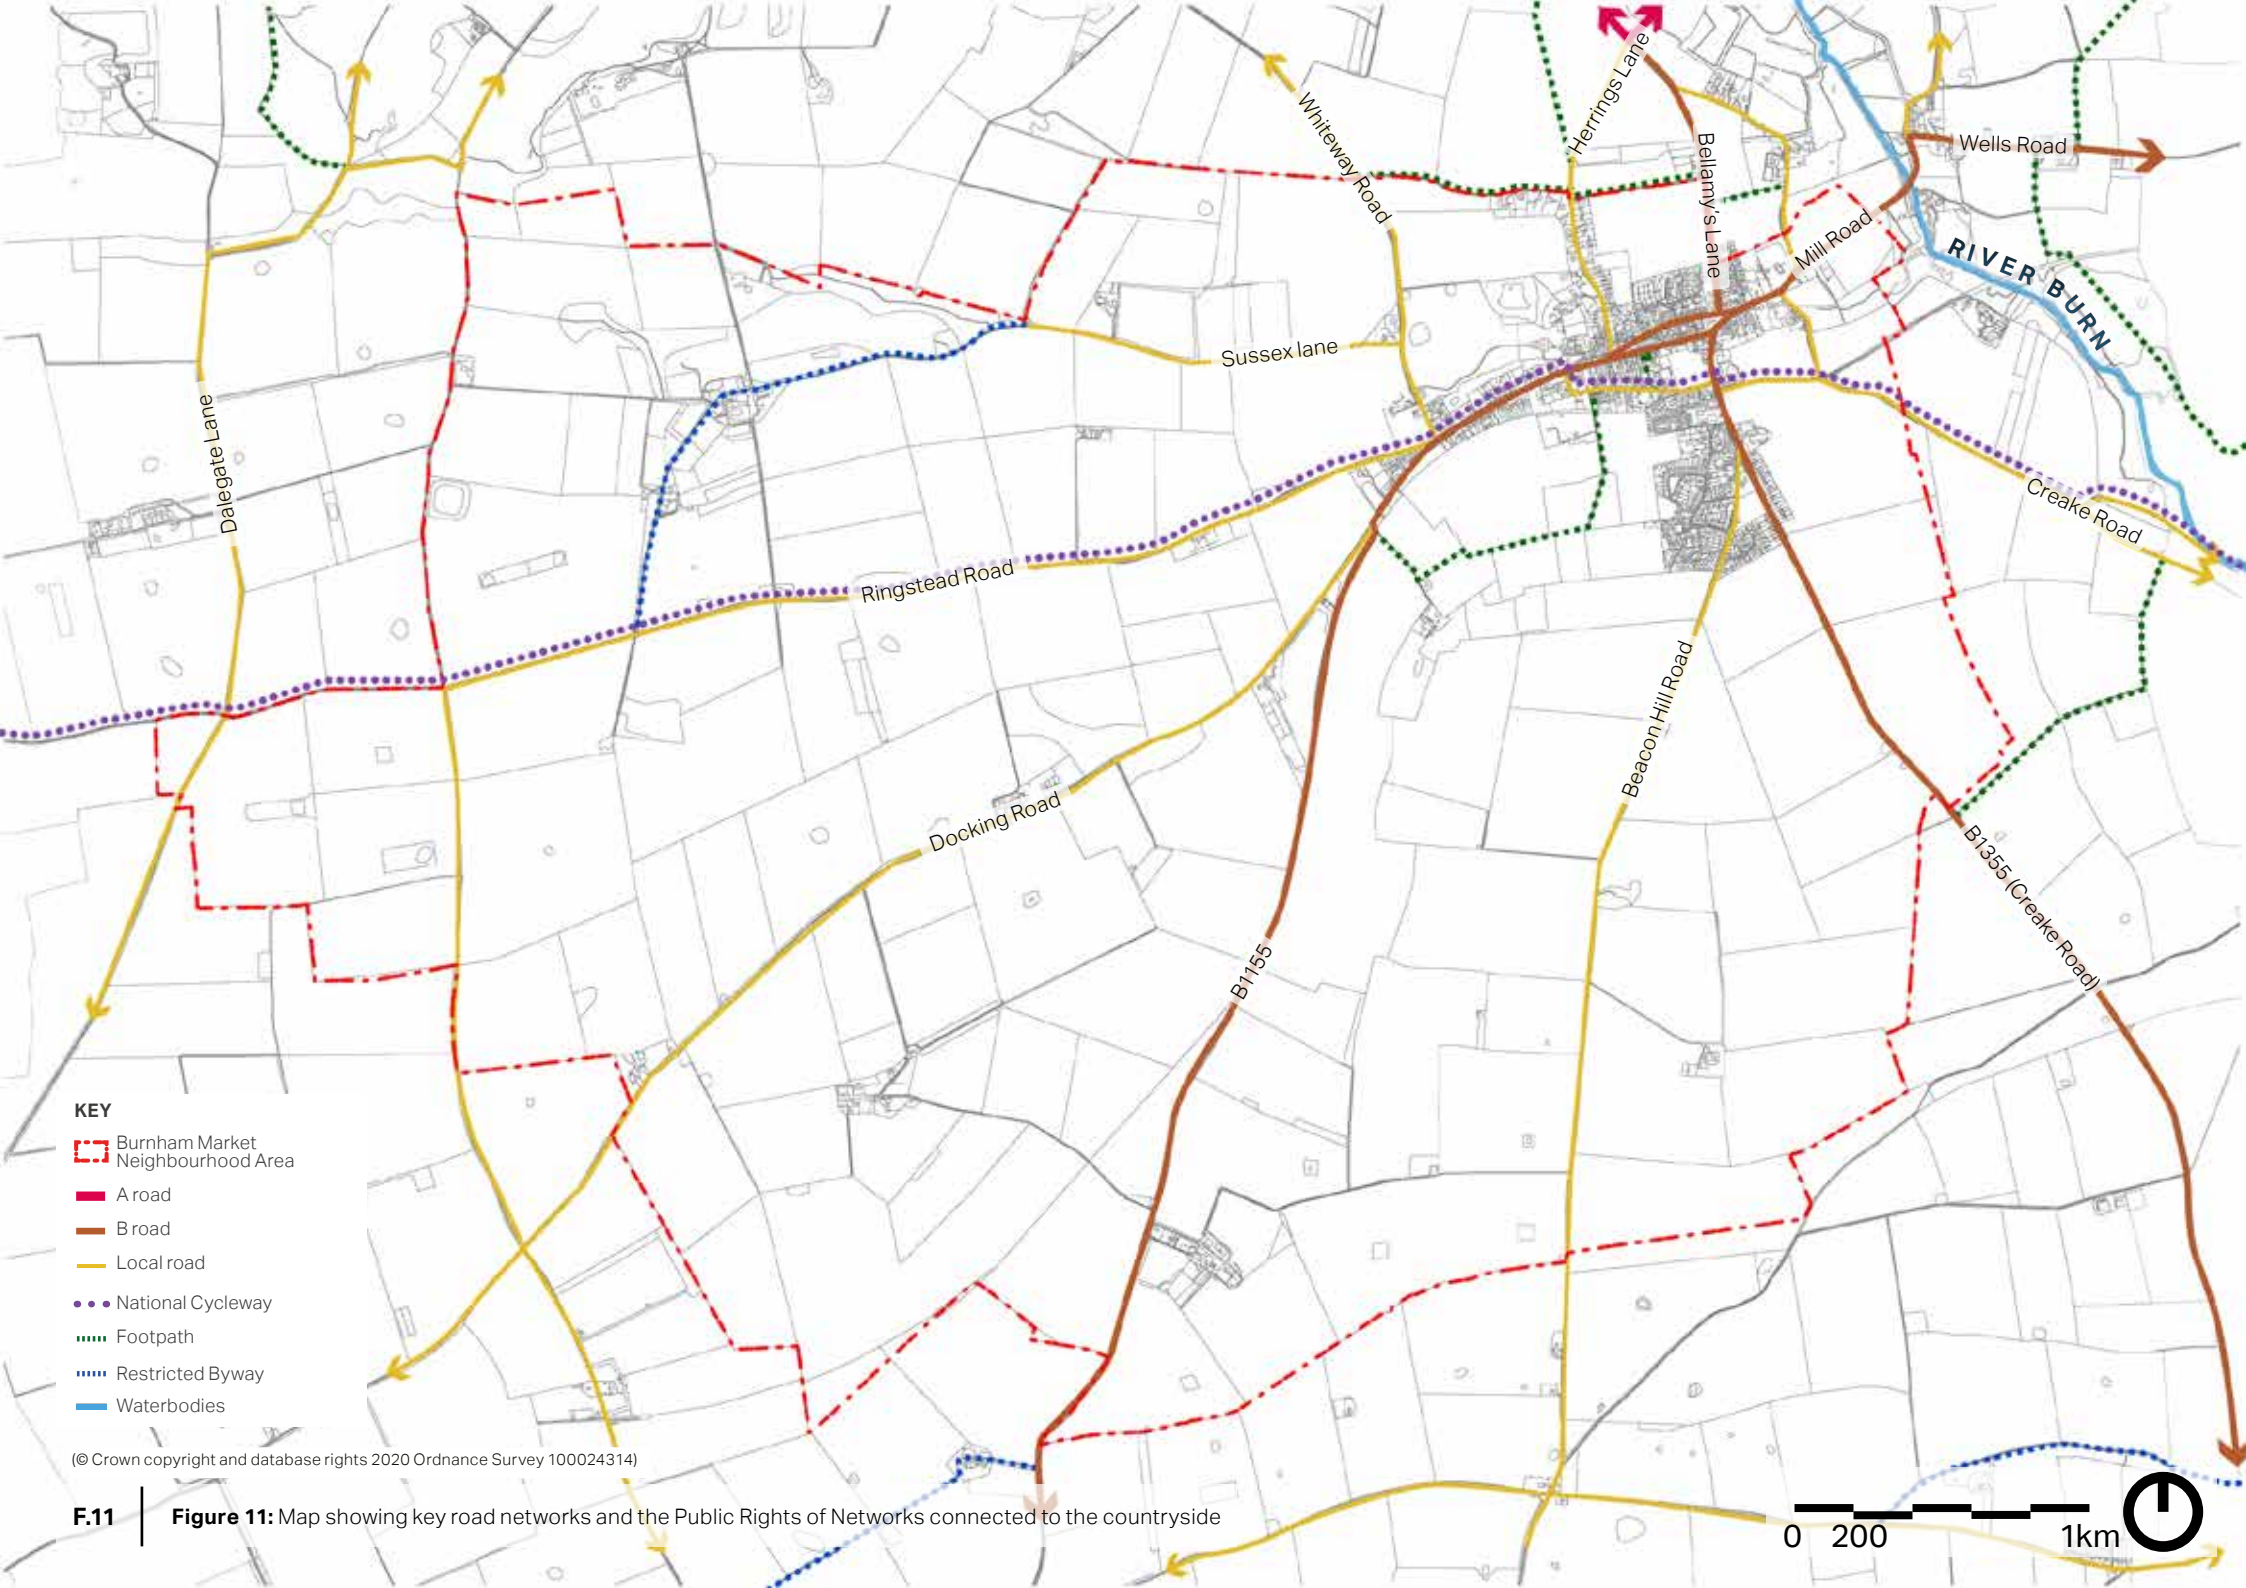 Herrings Lane
Whiteway Road
Bellamy's Lane
Wells Road
Mill Road
RIVER BURN
Sussex lane
Dalegate Lane
Creake Road
Ringstead Road
Beacon Hill Road
Docking Road
B1355 (Creake Road)
B1155
KEY
Burnham Market
Neighbourhood Area
A road
B road
Local road
National Cycleway
Footpath
Restricted Byway
Waterbodies
(© Crown copyright and database rights 2020 Ordnance Survey 100024314)
F.11
Figure 11: Map showing key road networks and the Public Rights of Networks connected to the countryside
0 200 1km